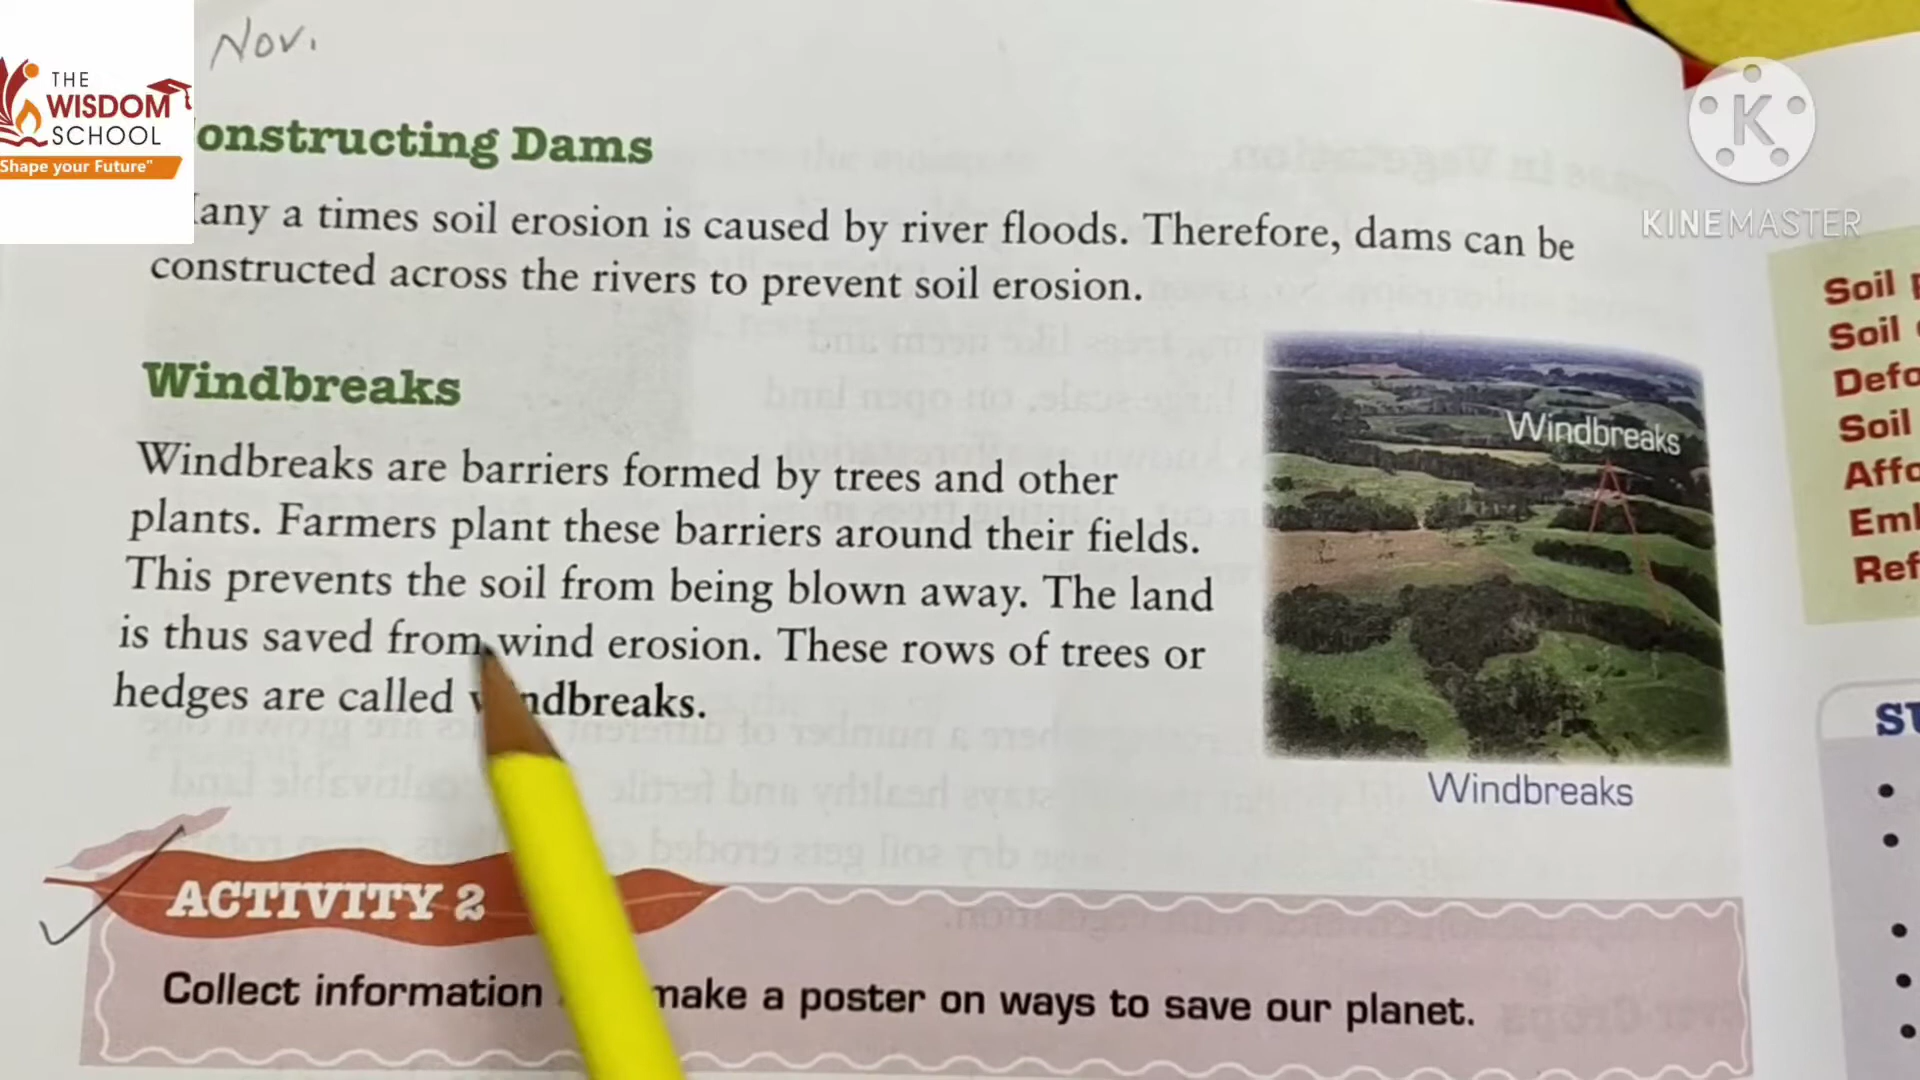 Nov.
THE
WISDOM
SCHOOL
Shape your Future"
KINEMASTER
onstructing Dams
any a times soil erosion is caused by river floods. Therefore, dams can be
constructed across the rivers to prevent soil erosion.
Windbreaks
Windbreaks are barriers formed by trees and other
plants. Farmers plant these barriers around their fields.
This prevents the soil from being blown away. The land
is thus saved from wind erosion. These rows of trees or
hedges are called windbreaks.
Windbreaks
Windbreaks
ACTIVITY 2
Collect information make a poster on ways to save our planet.
Soil
Soil
Defo
Soil
Affo
Ref